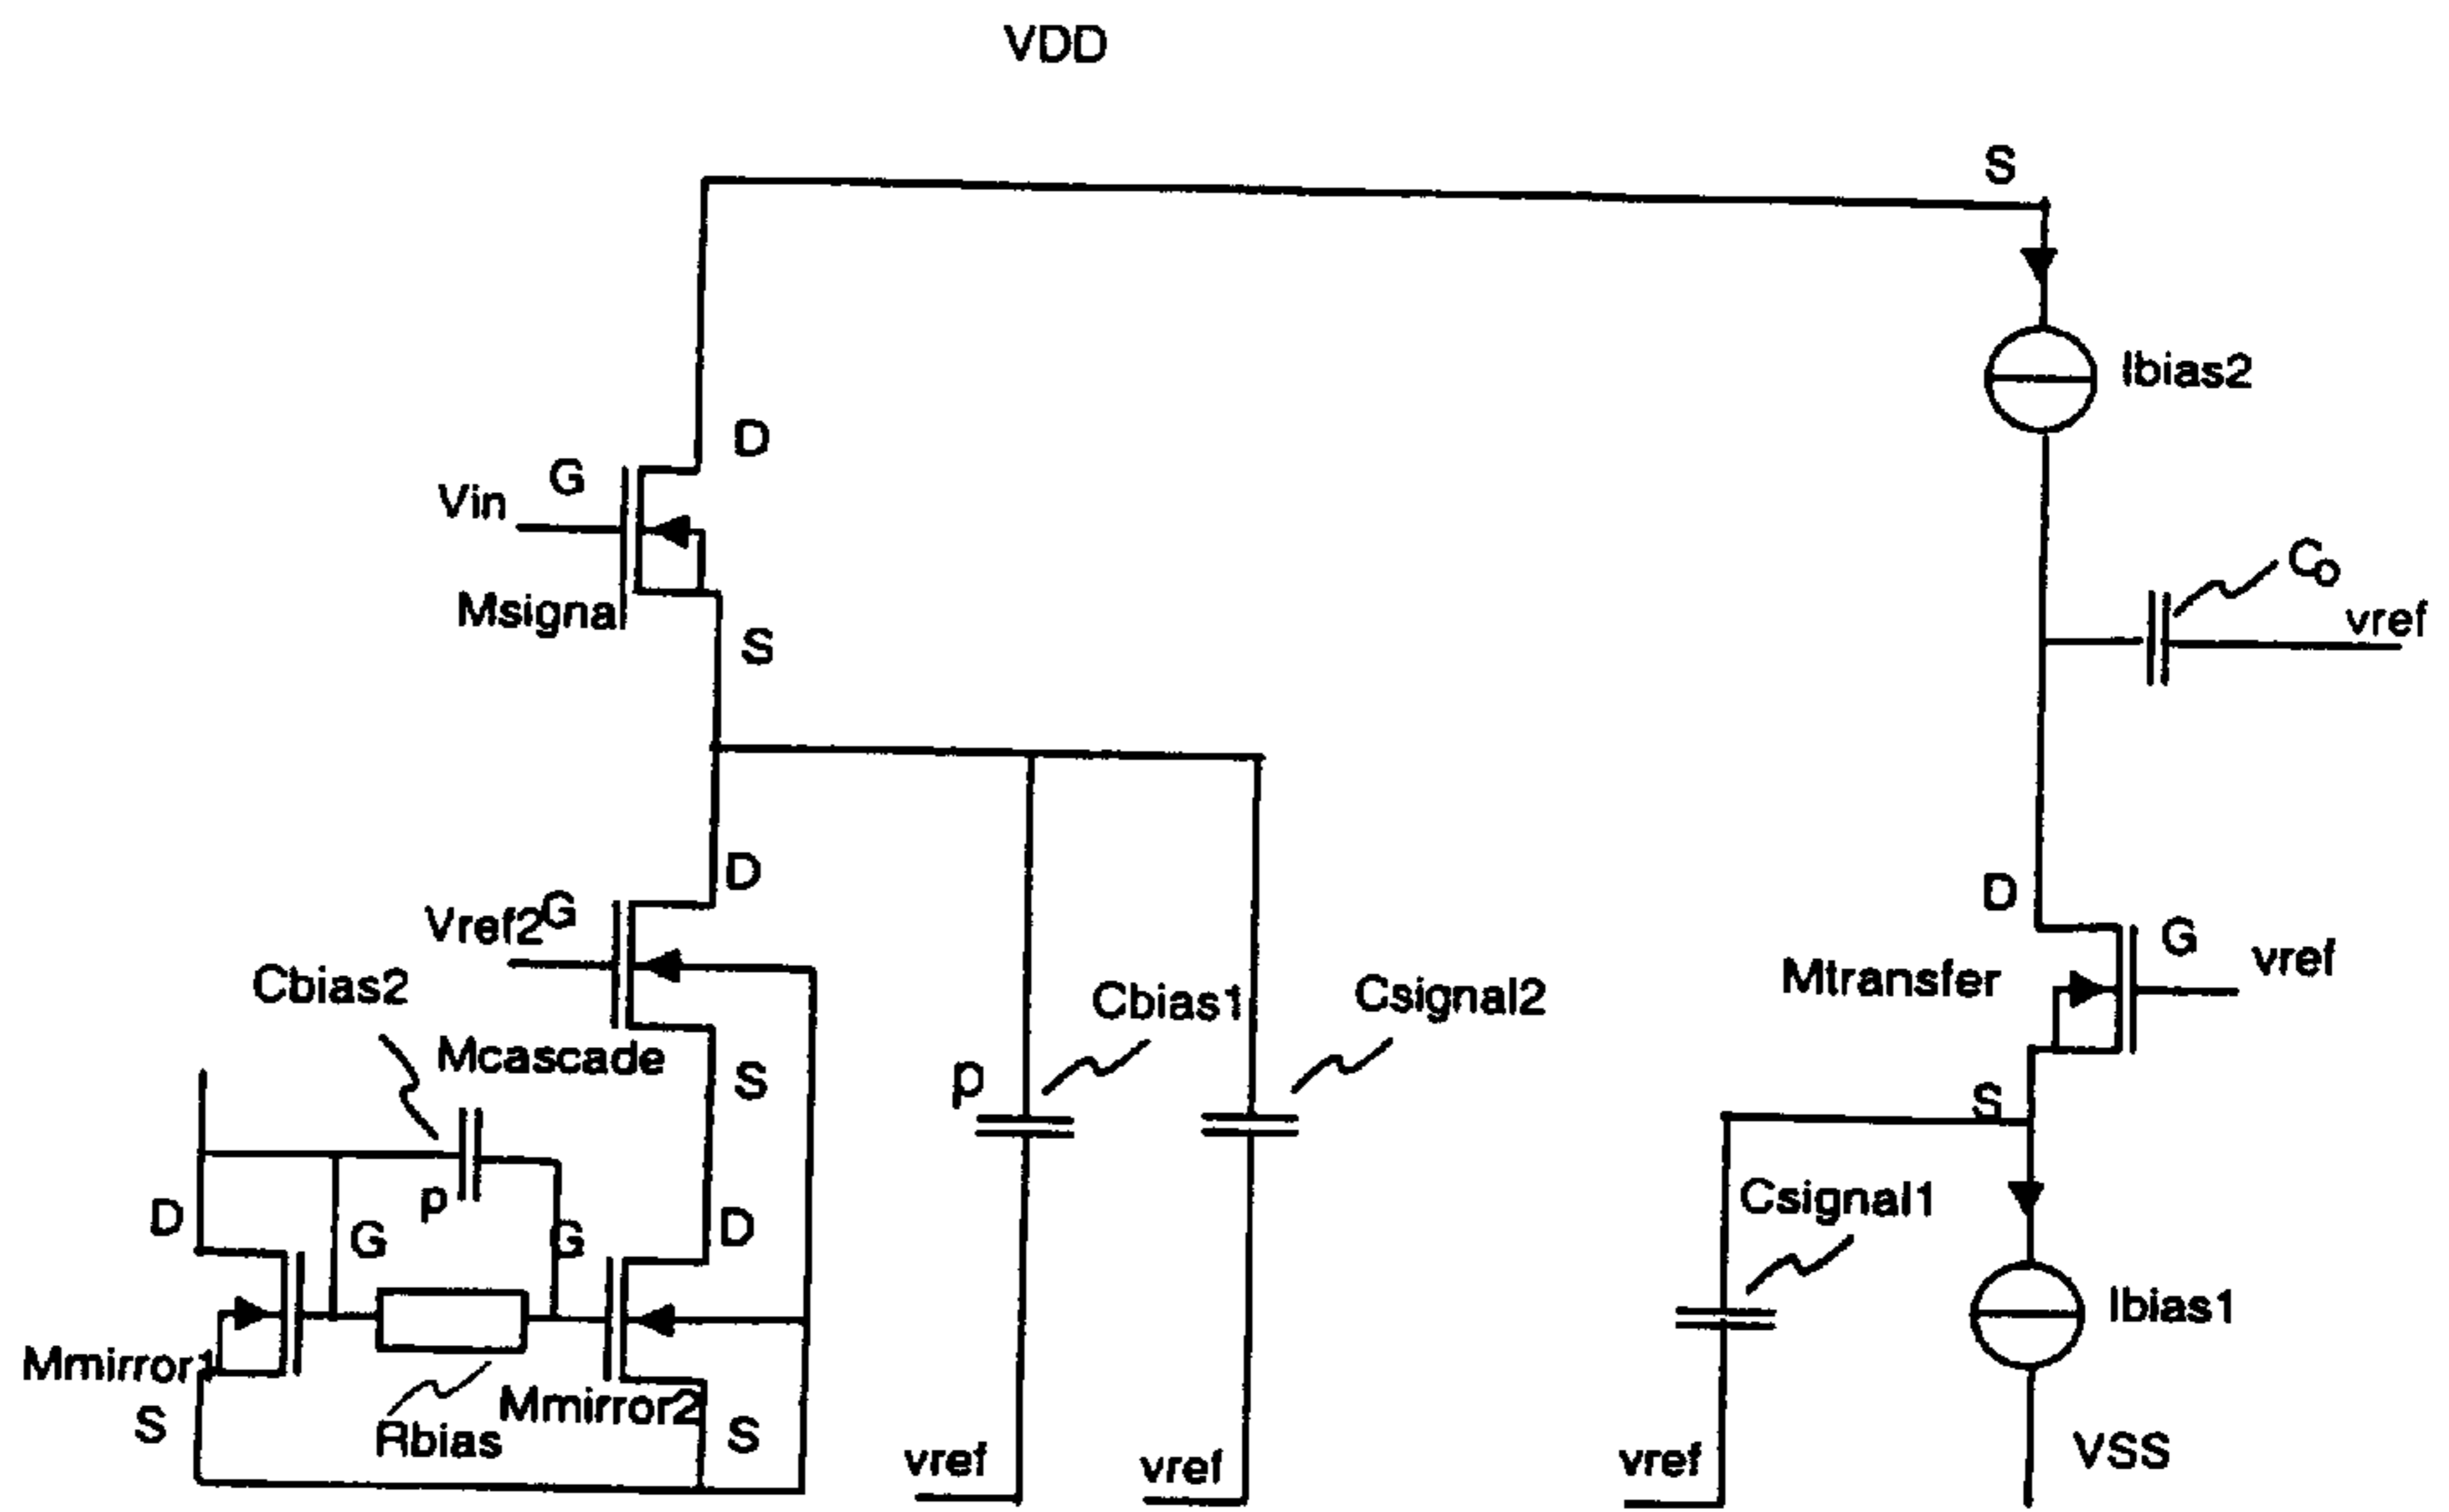 VDD
S
Ibias2
D
G
Vin
Msignal
S
Co
vref
D
Vref2
G
D
G
vref
Mtransfer
Cbias2
Cbias1
Csignal2
Mcascade
S
p
S
Csignal1
p
D
G
G
D
Ibias1
Mmirror1
Mmirror2
S
Rbias
S
vref
vref
vref
VSS